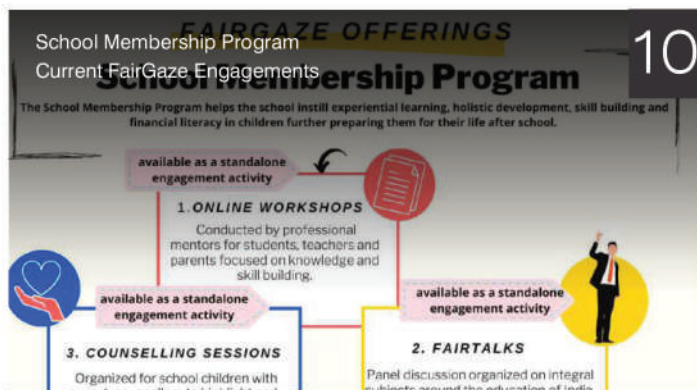 FAIRGAZE OFFERINGS
School Membership Program
Current FairGaze Engagements
10
School Membership Program
The School Membership Program helps the school instill experiential learning, holistic development, skill building and
financial literacy in children further preparing them for their life after school.
available as a standalone
engagement activity
1. ONLINE WORKSHOPS
Conducted by professional
mentors for students, teachers and
parents focused on knowledge and
skill building.
available as a standalone
engagement activity
3. COUNSELLING SESSIONS
Organized for school children with
available as a standalone
engagement activity
2. FAIRTALKS
Panel discussion organized on integral
subjects around the education of India